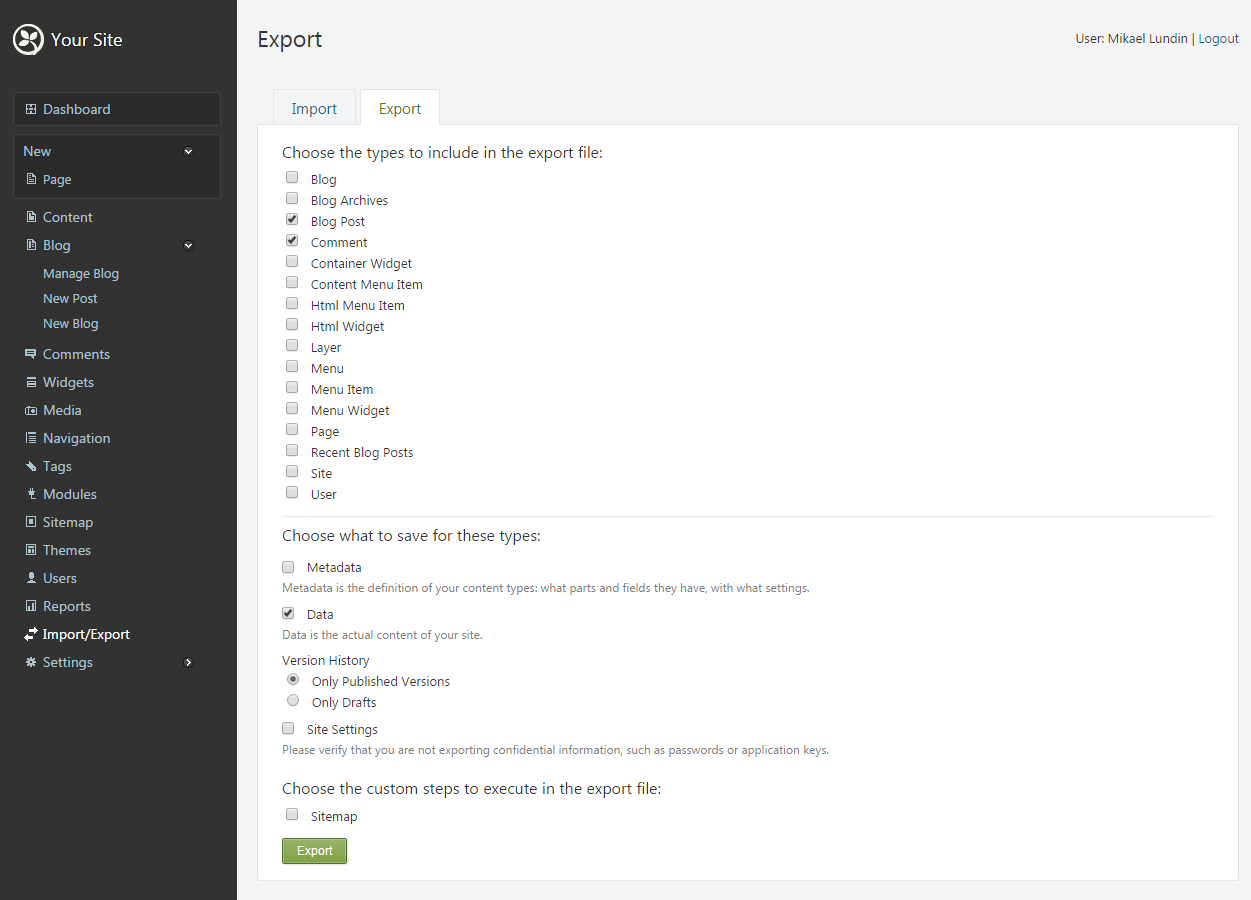 Your Site
Dashboard
New
Page
Content
Blog
Manage Blog
New Post
New Blog
Comments
Widgets
Media
Navigation
Tags
Modules
Sitemap
Themes
Users
Reports
Import/Export
Settings
Export
User: Mikael Lundin | Logout
Import Export
Choose the types to include in the export file:
Blog
Blog Archives
Blog Post
Comment
Container Widget
Content Menu Item
Html Menu Item
Html Widget
Layer
Menu
Menu Item
Menu Widget
Page
Recent Blog Posts
Site
User
Choose what to save for these types:
Metadata
Metadata is the definition of your content types: what parts and fields they have, with what settings.
Data
Data is the actual content of your site.
Version History
Only Published Versions
Only Drafts
Site Settings
Please verify that you are not exporting confidential information, such as passwords or application keys.
Choose the custom steps to execute in the export file:
Sitemap
Export